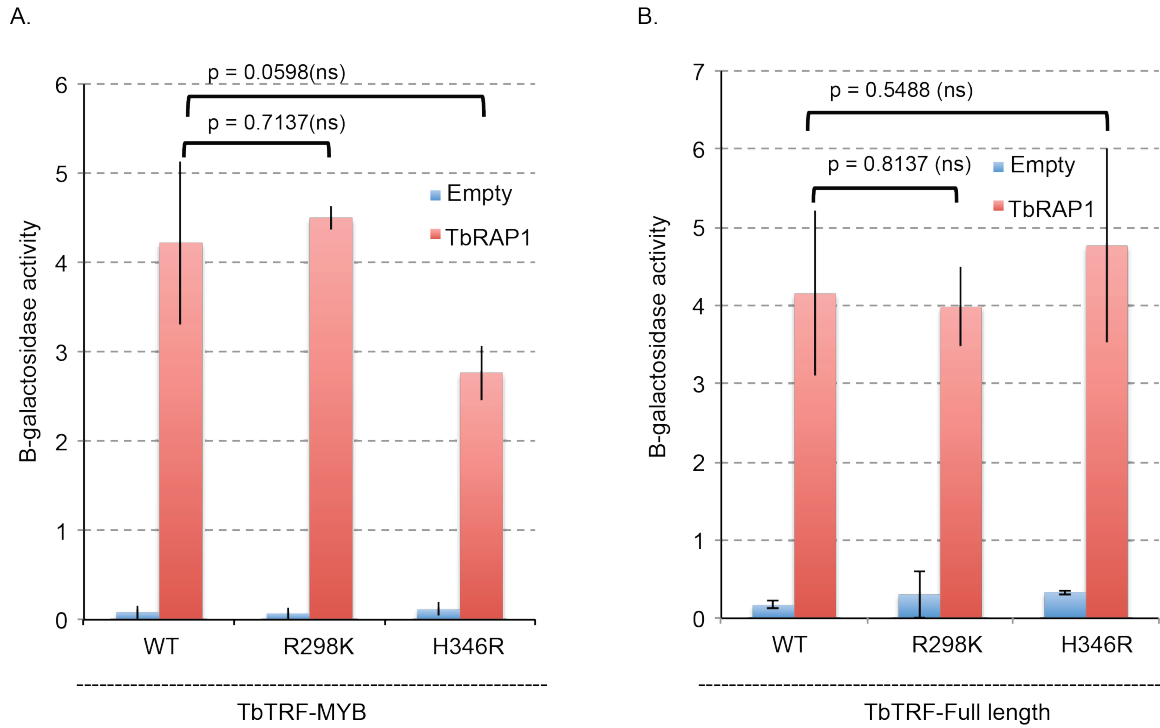 A.
p = 0.0598(ns)
p = 0.7137(ns)
Empty
TbRAP1
B-galactosidase activity
6
5
4
3
2
1
0
WT R298K H346R
TbTRF-MYB
B.
p = 0.5488 (ns)
p = 0.8137 (ns)
Empty
TbRAP1
B-galactosidase activity
7
6
5
4
3
2
1
0
WT R298K H346R
TbTRF-Full length